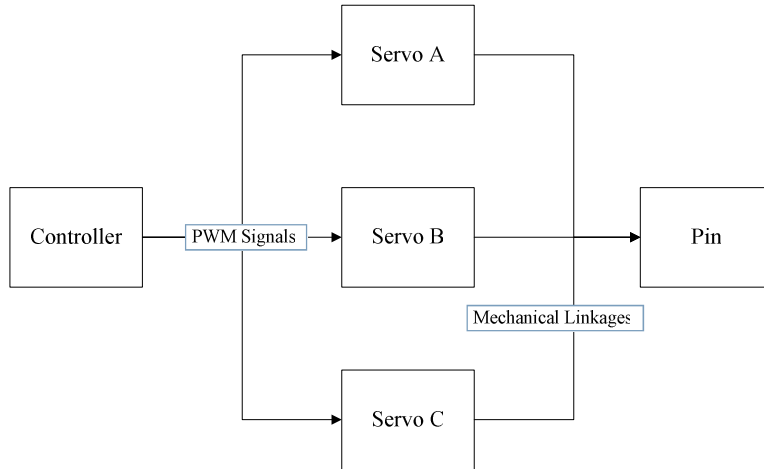 Servo A
Controller
PWM Signals
Servo B
Pin
Mechanical Linkages
Servo C